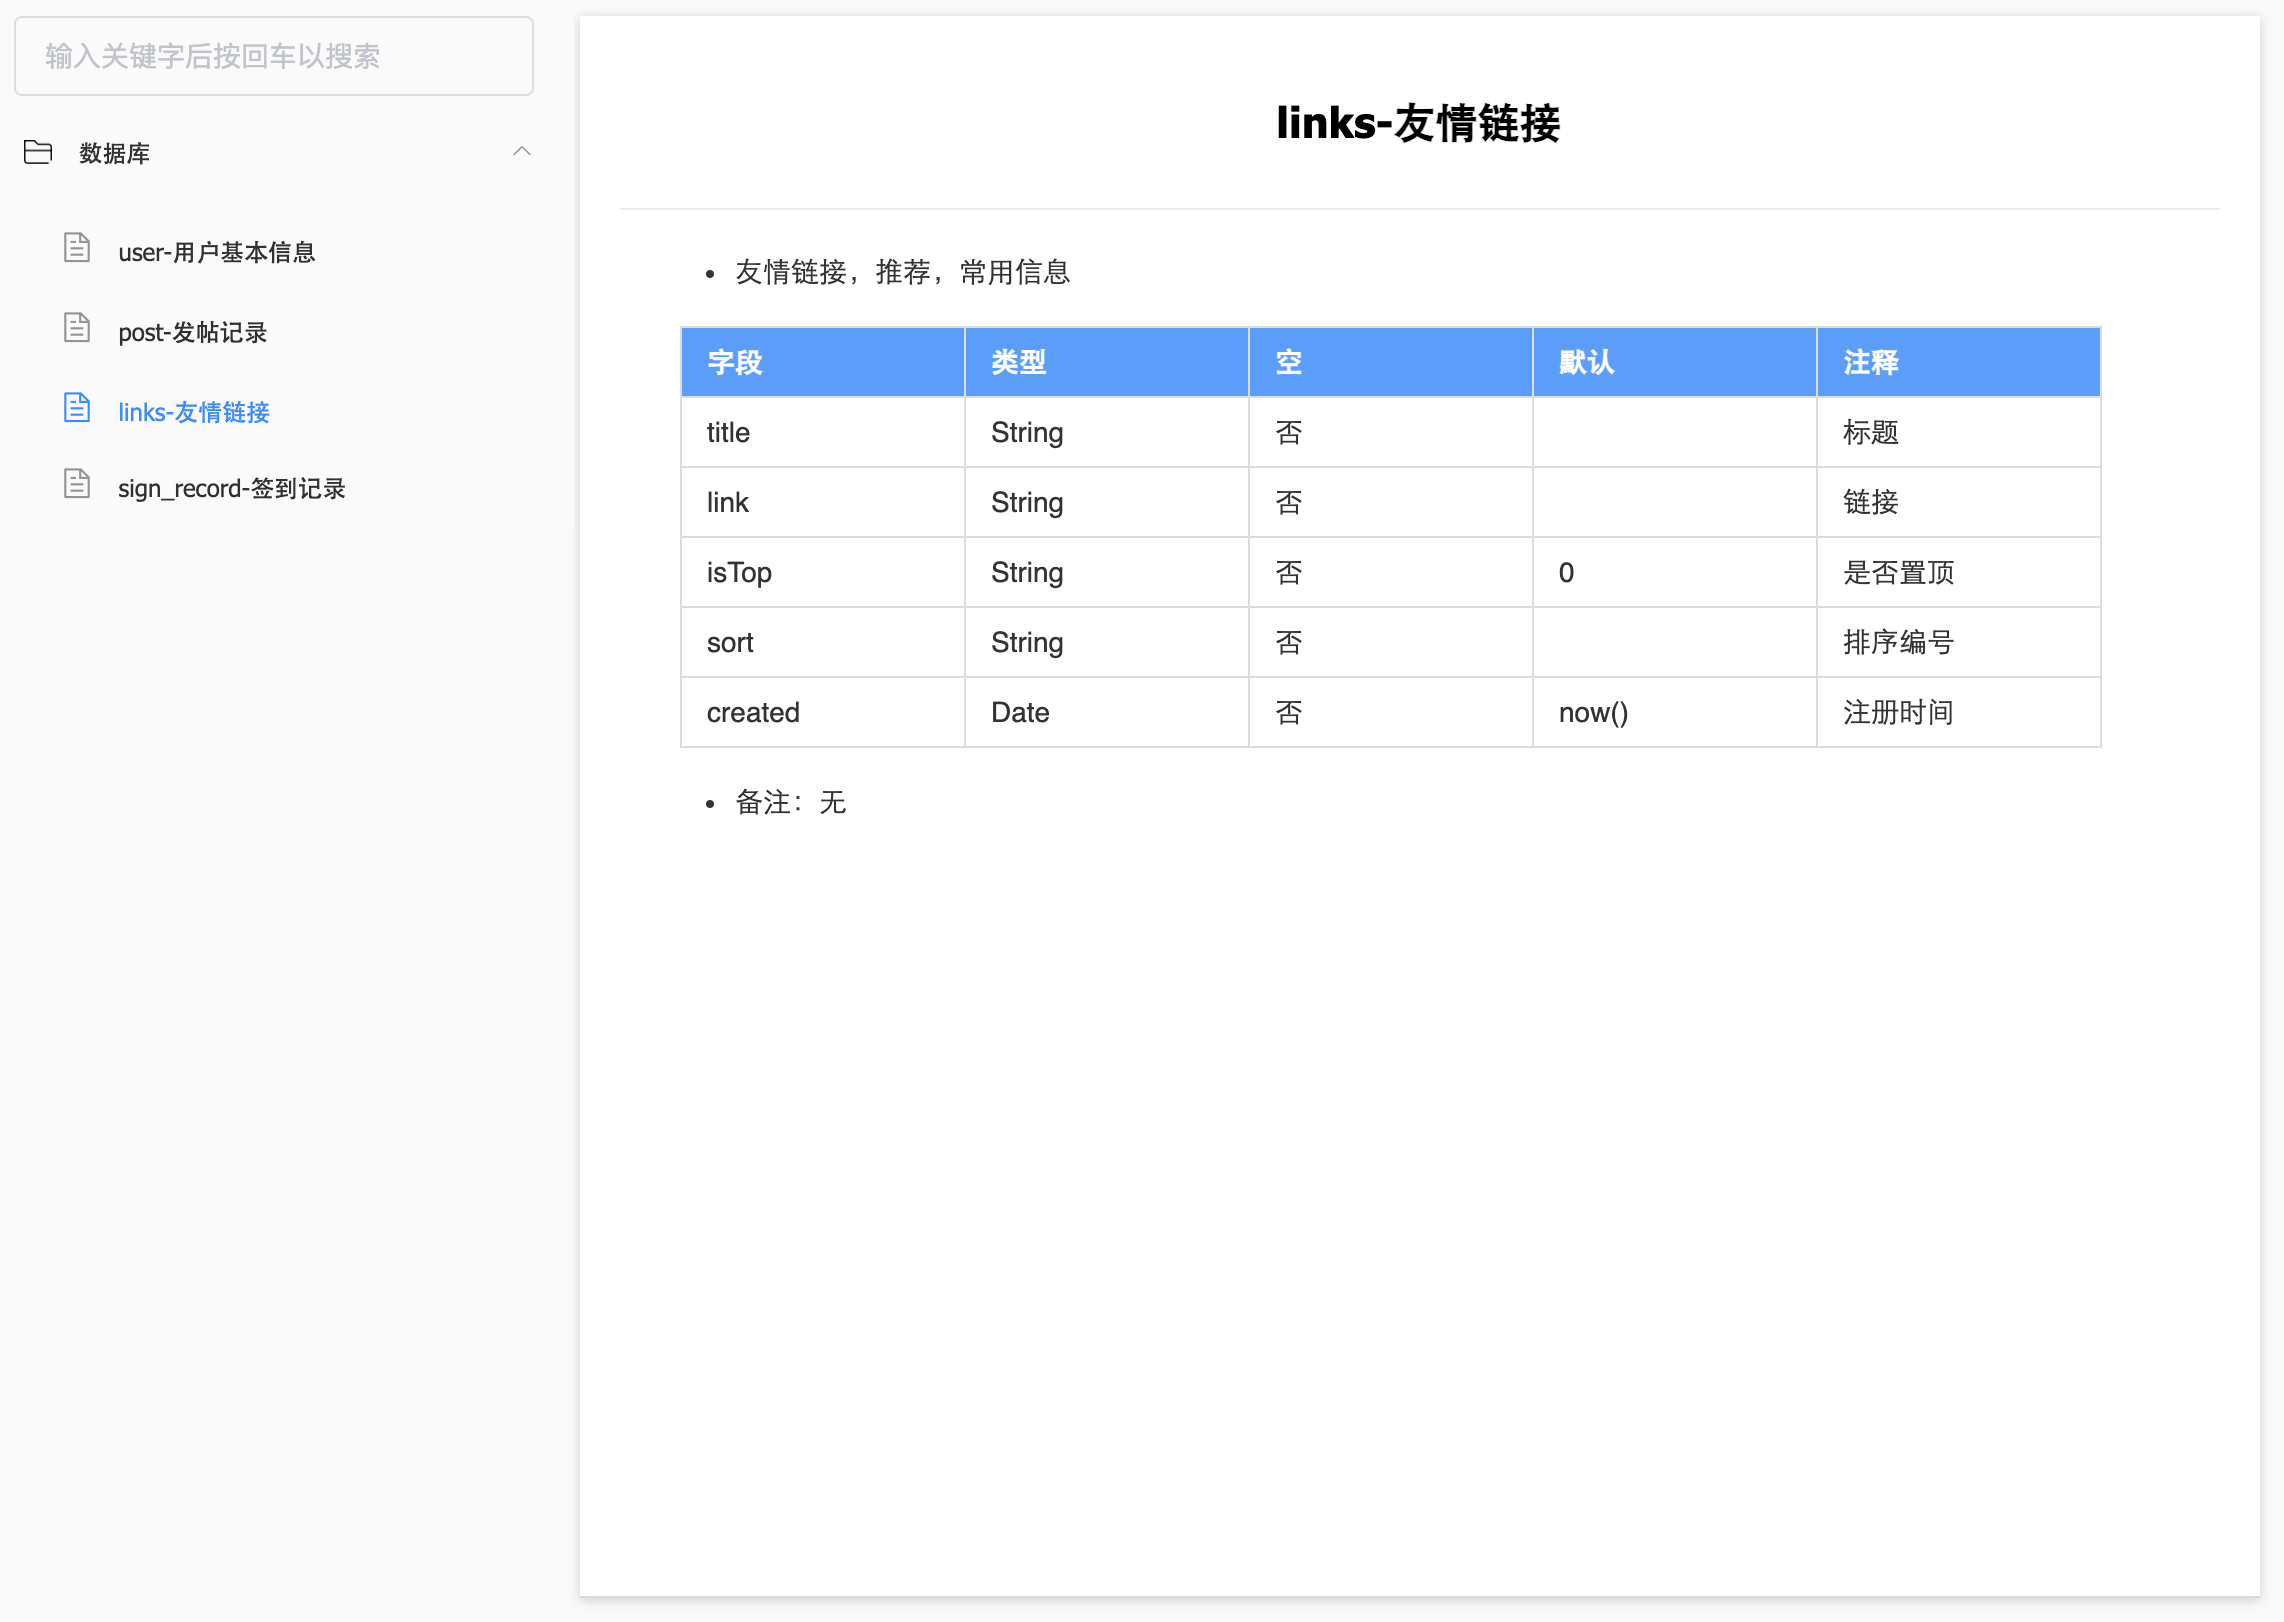 输入关键字后按回车以搜索
数据库
user-用户基本信息
post-发帖记录
links-友情链接
sign_record-签到记录
links-友情链接
友情链接，推荐，常用信息
字段 类型 空 默认 注释
title String 否 标题
link String 否 链接
isTop String 否 0 是否置顶
sort String 否 排序编号
created Date 否 now() 注册时间
备注：无